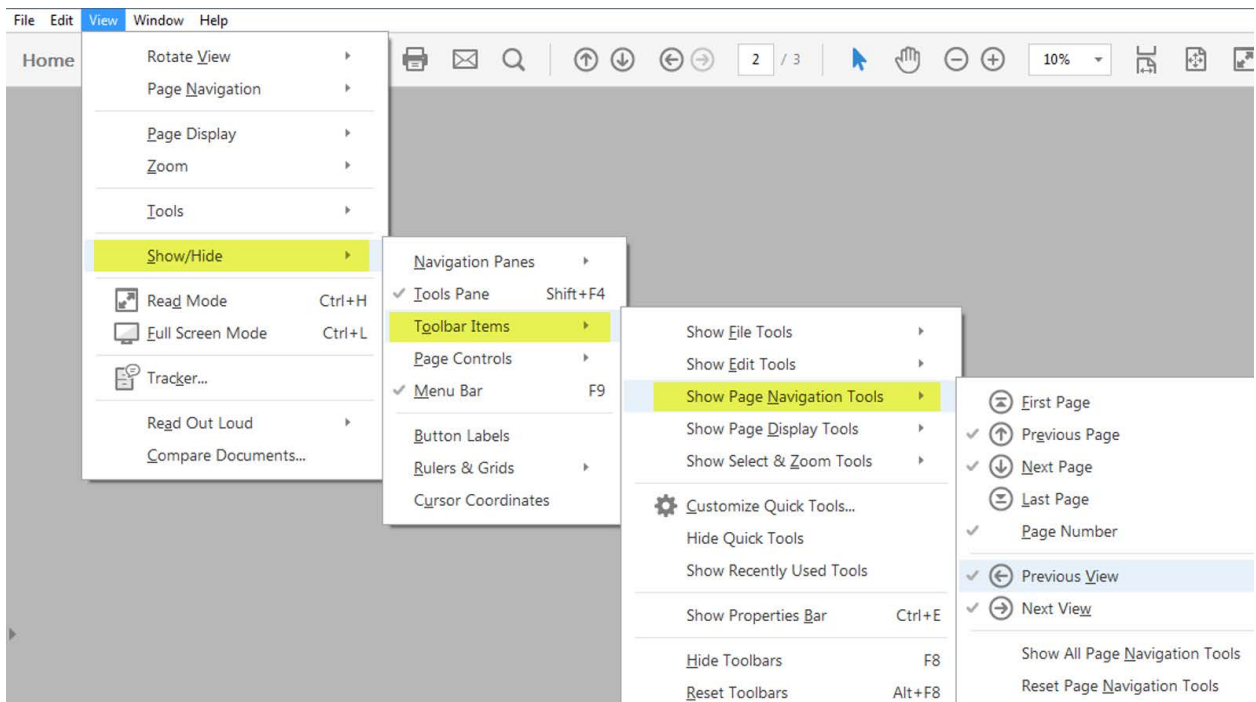 File Edit View Window Help
Home
2 / 3
10%
Rotate View
Page Navigation
Page Display
Zoom
Tools
Show/Hide
Read Mode Ctrl+H
Full Screen Mode Ctrl+L
Tracker...
Read Out Loud
Compare Documents...
Navigation Panes
Tools Pane Shift+F4
Toolbar Items
Page Controls
Menu Bar F9
Button Labels
Rulers & Grids
Cursor Coordinates
Show File Tools
Show Edit Tools
Show Page Navigation Tools
Show Page Display Tools
Show Select & Zoom Tools
Customize Quick Tools...
Hide Quick Tools
Show Recently Used Tools
Show Properties Bar Ctrl+E
Hide Toolbars F8
Reset Toolbars Alt+F8
First Page
Previous Page
Next Page
Last Page
Page Number
Previous View
Next View
Show All Page Navigation Tools
Reset Page Navigation Tools